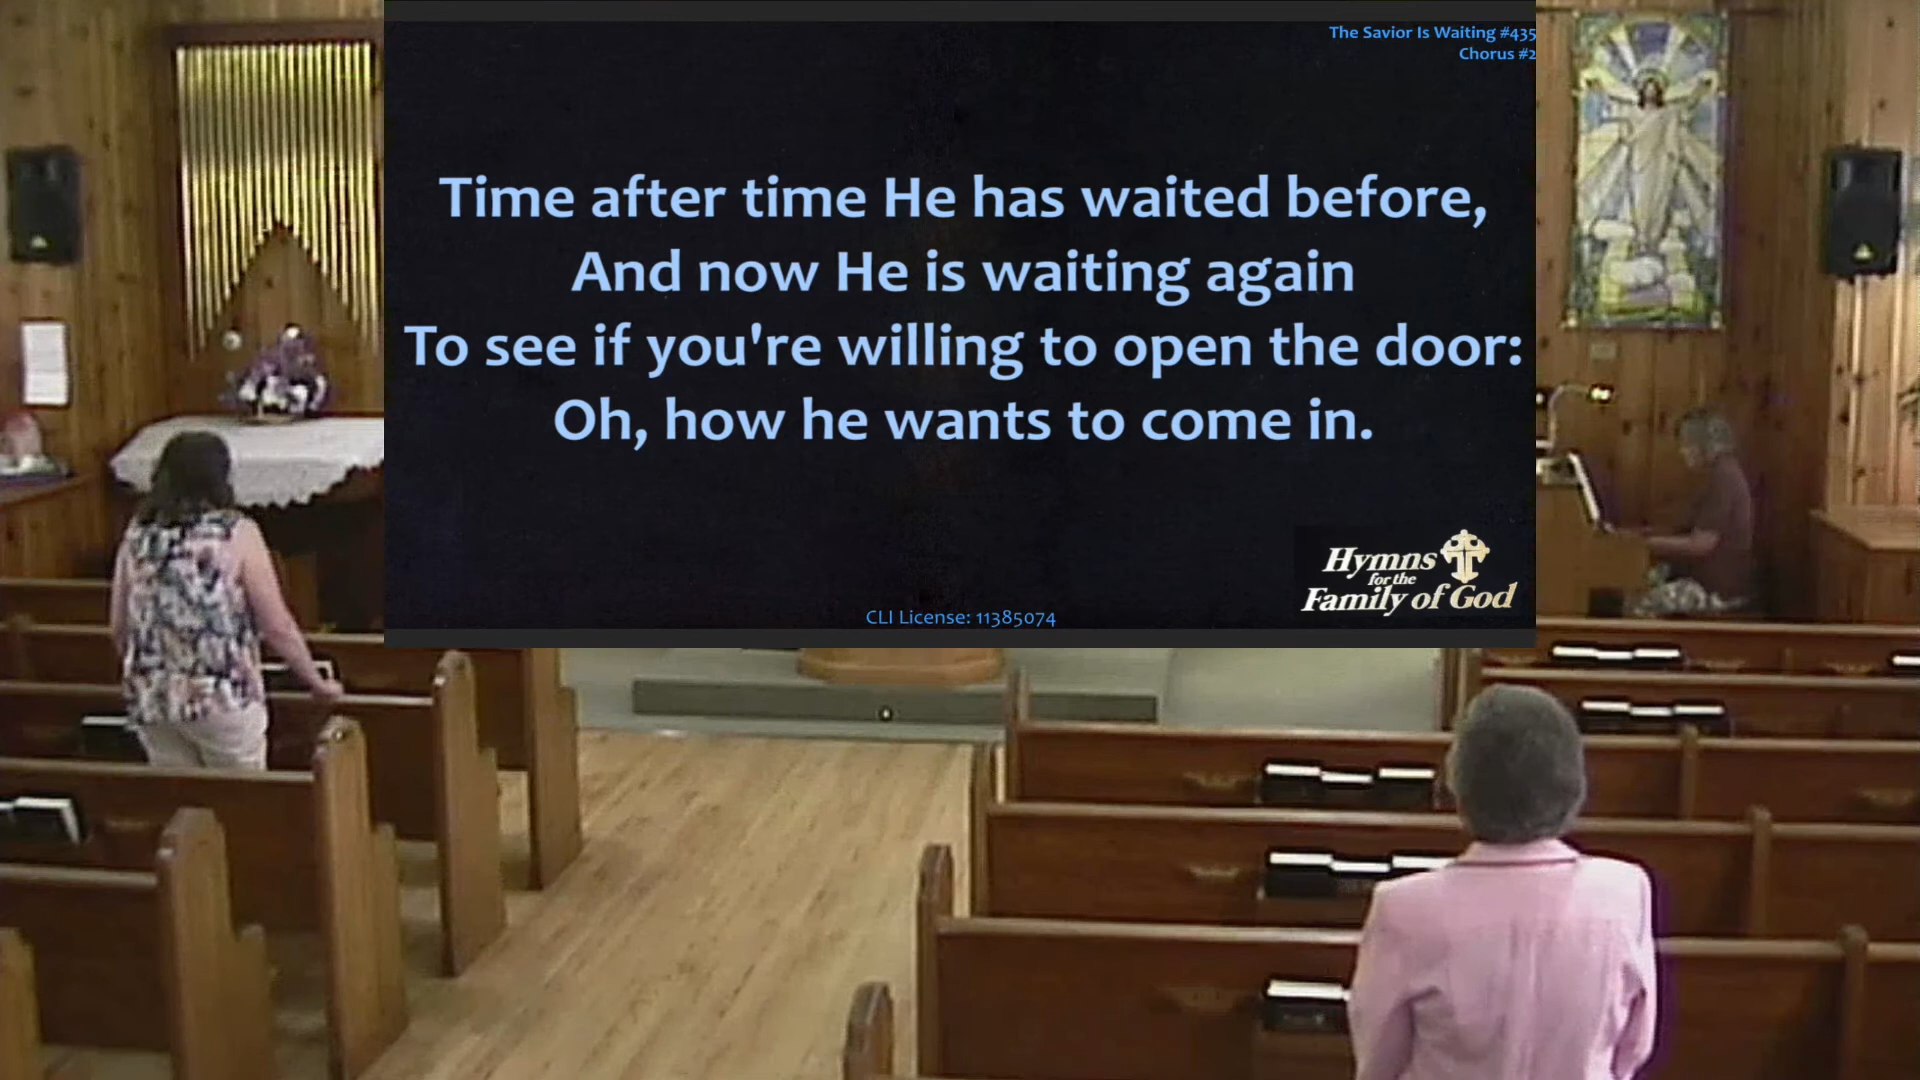 The Savior Is Waiting #435
Chorus #2
Time after time He has waited before,
And now He is waiting again
To see if you're willing to open the door:
Oh, how he wants to come in.
Hymns
for the
Family of God
CLI License: 11385074